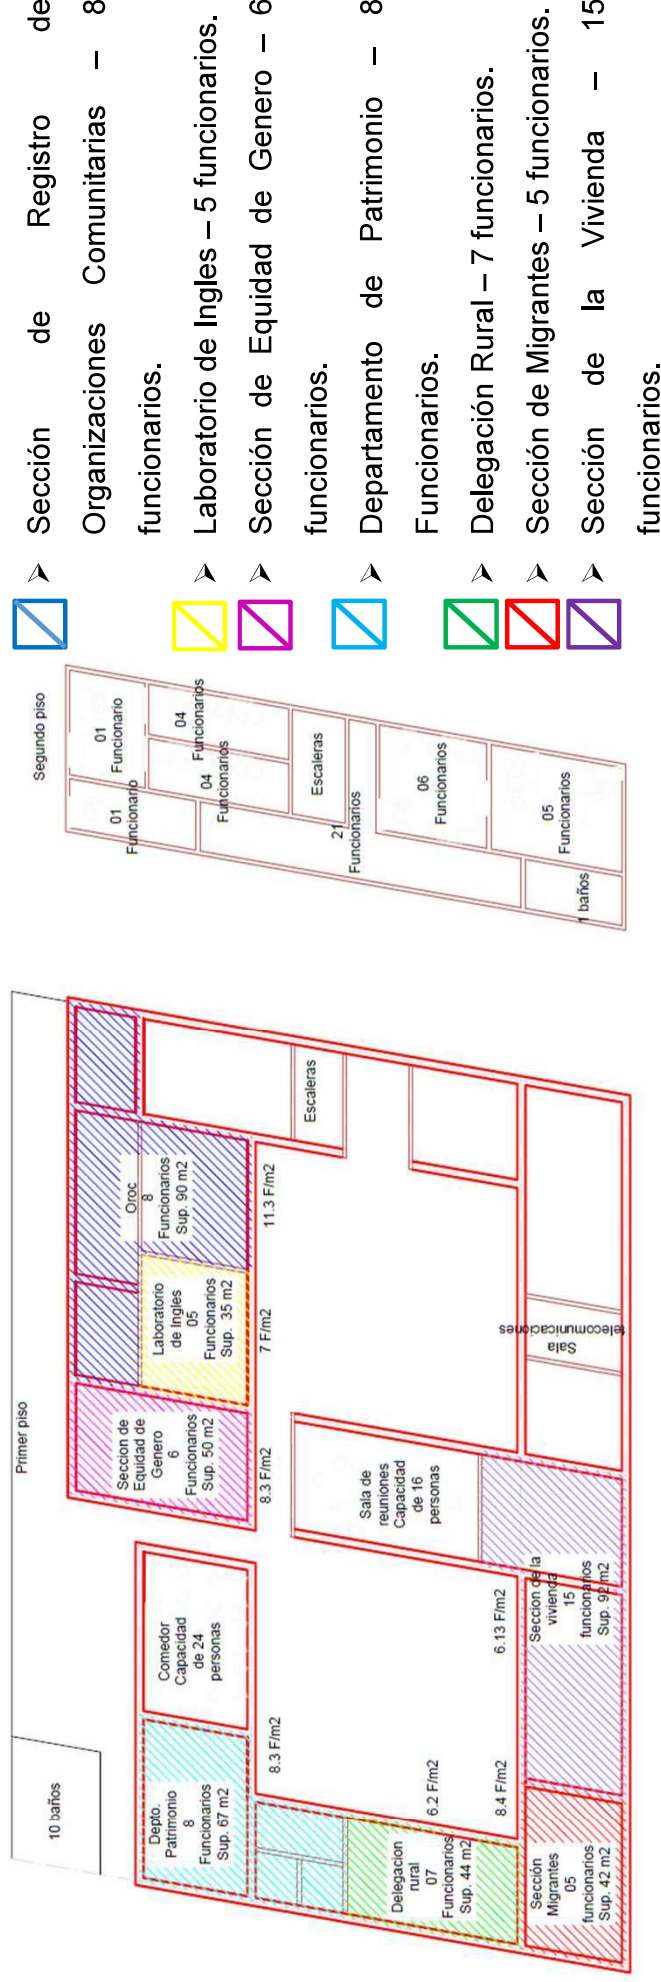 Primer piso
10 baños
Depto.
Patrimonio
8
Funcionarios
Sup. 67 m2
Comedor
Capacidad
de 24
personas
Seccion de
Equidad de
Genero
6
Funcionarios
Sup. 50 m2
Laboratorio
de Ingles
05
Funcionarios
Sup. 35 m2
Oroc
8
Funcionarios
Sup. 90 m2
8.3 F/m2
8.3 F/m2
7 F/m2
11.3 F/m2
Escaleras
Delegacion
rural
07
Funcionarios
Sup. 44 m2
6.2 F/m2
8.4 F/m2
6.13 F/m2
Sala de
reuniones
Capacidad
de 16
personas
Sección
Migrantes
05
funcionarios
Sup. 42 m2
Seccion de la
vivienda
15
funcionarios
Sup. 92 m2
Sala
telecomunicaciones
Segundo piso
01
Funcionario
01
Funcionario
04
Funcionarios
04
Funcionarios
Escaleras
21
Funcionarios
06
Funcionarios
05
Funcionarios
1 baños
➢ Sección de Registro de
Organizaciones Comunitarias – 8
funcionarios.
➢ Laboratorio de Ingles – 5 funcionarios.
➢ Sección de Equidad de Genero – 6
funcionarios.
➢ Departamento de Patrimonio – 8
Funcionarios.
➢ Delegación Rural – 7 funcionarios.
➢ Sección de Migrantes – 5 funcionarios.
➢ Sección de la Vivienda – 15
funcionarios.